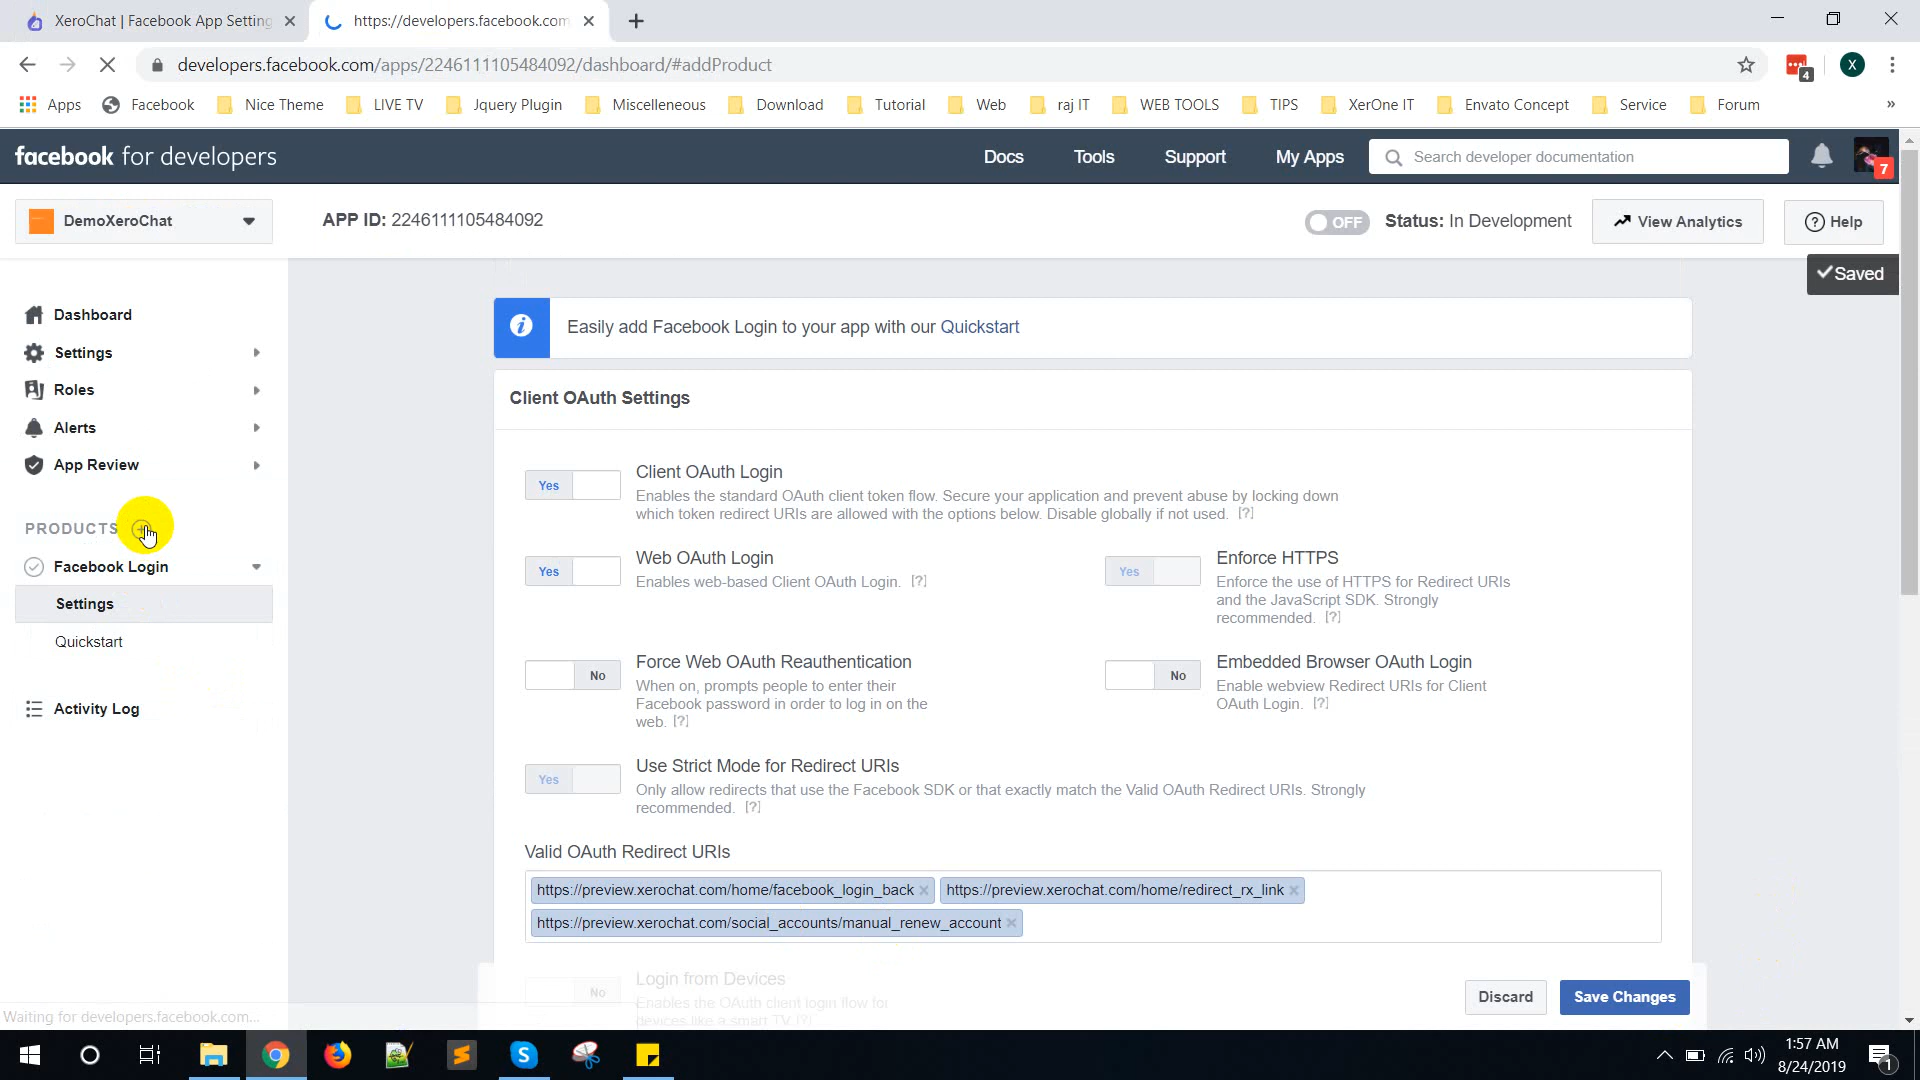 XeroChat | Facebook App Setting
https://developers.facebook.com
developers.facebook.com/apps/2246111105484092/dashboard/#addProduct
4
X
Apps
Facebook
Nice Theme
LIVE TV
Jquery Plugin
Miscelleneous
Download
Tutorial
Web
raj IT
WEB TOOLS
TIPS
XerOne IT
Envato Concept
Service
Forum
»
facebook for developers
Docs
Tools
Support
My Apps
Search developer documentation
7
DemoXeroChat
APP ID: 2246111105484092
OFF
Status: In Development
View Analytics
Help
Saved
Dashboard
Settings
Roles
Alerts
App Review
PRODUCTS
Facebook Login
Settings
Quickstart
Activity Log
Easily add Facebook Login to your app with our Quickstart
Client OAuth Settings
Yes
Client OAuth Login
Enables the standard OAuth client token flow. Secure your application and prevent abuse by locking down
which token redirect URIs are allowed with the options below. Disable globally if not used. [?]
Yes
Web OAuth Login
Enables web-based Client OAuth Login. [?]
Yes
Enforce HTTPS
Enforce the use of HTTPS for Redirect URIs
and the JavaScript SDK. Strongly
recommended. [?]
No
Force Web OAuth Reauthentication
When on, prompts people to enter their
Facebook password in order to log in on the
web. [?]
No
Embedded Browser OAuth Login
Enable webview Redirect URIs for Client
OAuth Login. [?]
Yes
Use Strict Mode for Redirect URIs
Only allow redirects that use the Facebook SDK or that exactly match the Valid OAuth Redirect URIs. Strongly
recommended. [?]
Valid OAuth Redirect URIs
https://preview.xerochat.com/home/facebook_login_back
https://preview.xerochat.com/home/redirect_rx_link
https://preview.xerochat.com/social_accounts/manual_renew_account
No
Login from Devices
Enables the OAuth client login flow for
devices like a smart TV [?]
Discard
Save Changes
Waiting for developers.facebook.com...
1:57 AM
8/24/2019
1